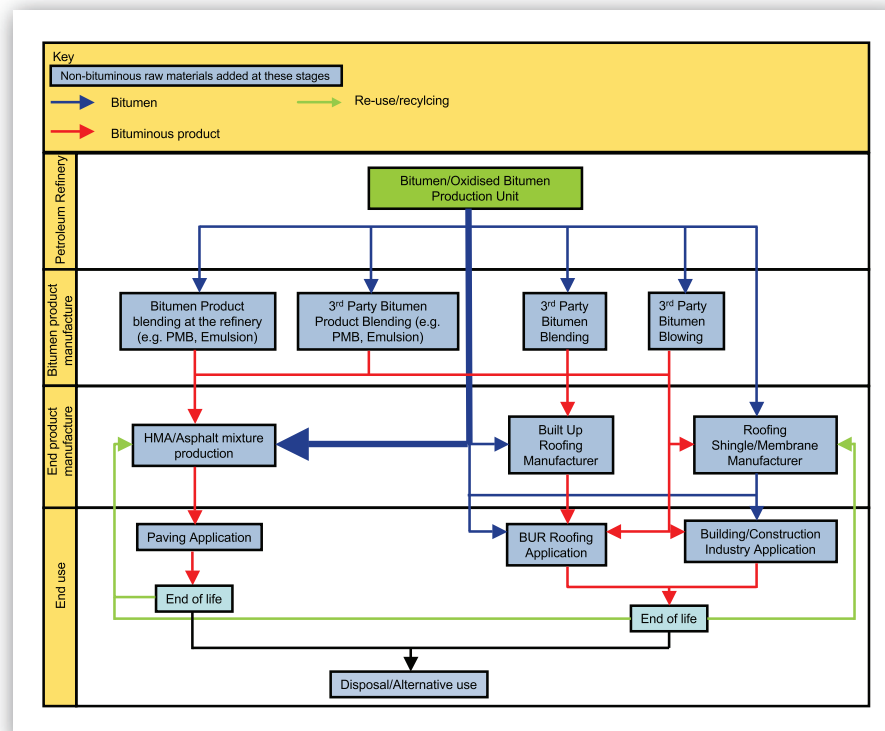 Key
Non-bituminous raw materials added at these stages
Bitumen
Re-use/recylcing
Bituminous product
Petroleum Refinery
Bitumen/Oxidised Bitumen
Production Unit
Bitumen product
manufacture
Bitumen Product
blending at the refinery
(e.g. PMB, Emulsion)
3rd Party Bitumen
Product Blending (e.g.
PMB, Emulsion)
3rd Party
Bitumen
Blending
3rd Party
Bitumen
Blowing
End product
manufacture
HMA/Asphalt mixture
production
Built Up
Roofing
Manufacturer
Roofing
Shingle/Membrane
Manufacturer
End use
Paving Application
BUR Roofing
Application
Building/Construction
Industry Application
End of life
End of life
Disposal/Alternative use